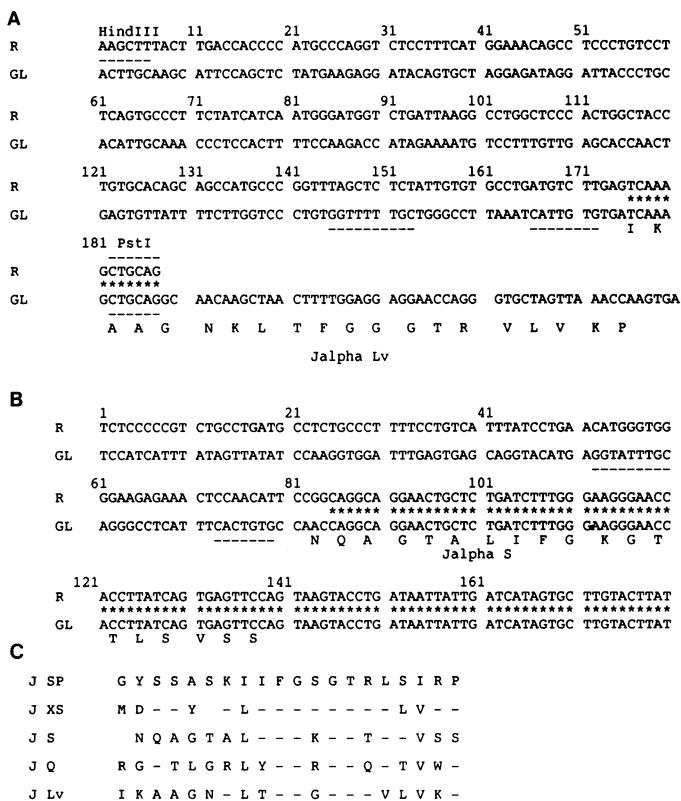 A
HindIII 11 21 31 41 51
R AAGCTTTACT TGACCACCCC ATGCCCAGGT CTCCTTTCAT GGAAACAGCC TCCCTGTCCT
------
GL ACTTGCAAGC ATTCCAGCTC TATGAAGAGG ATACAGTGCT AGGAGATAGG ATTACCCTGC
61 71 81 91 101 111
R TCAGTGCCCT TCTATCATCA ATGGGATGGT CTGATTAAGG CCTGGCTCCC ACTGGCTACC
GL ACATTGCAAA CCCTCCACTT TTCCAAGACC ATAGAAAATG TCCTTTGTTG AGCACCAACT
121 131 141 151 161 171
R TGTGCACAGC AGCCATGCCC GGTTTAGCTC TCTATTGTGT GCCTGATGTC TTGAGTCAAA
*****
GL GAGTGTTATT TTCTTGGTCC CTGTGGTTTT TGCTGGGCCT TAAATCATTG TGTGATCAAA
--------- ------- I K
181 PstI
------
R GCTGCAG
*******
GL GCTGCAGGC AACAAGCTAA CTTTTGGAGG AGGAACCAGG GTGCTAGTTA AACCAAGTGA
------
A A G N K L T F G G G T R V L V K P
Jalpha Lv
B
1 21 41
R TCTCCCCCGT CTGCCTGATG CCTCTGCCCT TTTCCTGTCA TTTATCCTGA ACATGGGTGG
GL TCCATCATTT ATAGTTATAT CCAAGGTGGA TTTGAGTGAG CAGGTACATG AGGTATTTGC
---------
61 81 101
R GGAAGAGAAA CTCCAACATT CCGGCAGGCA GGAACTGCTC TGATCTTTGG GAAGGGAACC
****** ********** ********** **********
GL AGGGCCTCAT TTCACTGTGC CAACCAGGCA GGAACTGCTC TGATCTTTGG GAAGGGAACC
------- N Q A G T A L I F G K G T
Jalpha S
121 141 161
R ACCTTATCAG TGAGTTCCAG TAAGTACCTG ATAATTATTG ATCATAGTGC TTGTACTTAT
********** ********** ********** ********** ********** **********
GL ACCTTATCAG TGAGTTCCAG TAAGTACCTG ATAATTATTG ATCATAGTGC TTGTACTTAT
T L S V S S
C
J SP G Y S S A S K I I F G S G T R L S I R P
J XS M D - - Y - L - - - - - - - - L V - -
J S N Q A G T A L - - - K - - T - - V S S
J Q R G - T L G R L Y - - R - - Q - T V W -
J Lv I K A A G N - L T - - G - - - V L V K -